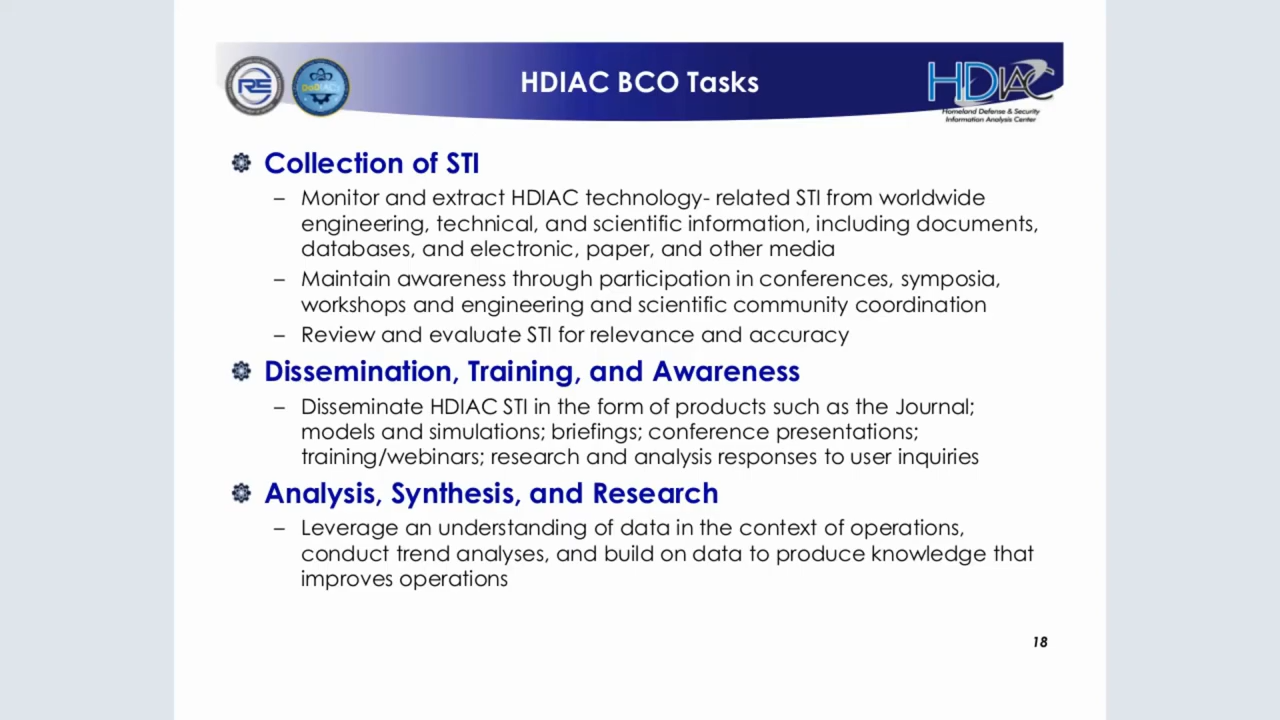 HDIAC BCO Tasks
RE
DoDIACs
HDIAC
Homeland Defense & Security
Information Analysis Center
Collection of STI
– Monitor and extract HDIAC technology- related STI from worldwide
engineering, technical, and scientific information, including documents,
databases, and electronic, paper, and other media
– Maintain awareness through participation in conferences, symposia,
workshops and engineering and scientific community coordination
– Review and evaluate STI for relevance and accuracy
Dissemination, Training, and Awareness
– Disseminate HDIAC STI in the form of products such as the Journal;
models and simulations; briefings; conference presentations;
training/webinars; research and analysis responses to user inquiries
Analysis, Synthesis, and Research
– Leverage an understanding of data in the context of operations,
conduct trend analyses, and build on data to produce knowledge that
improves operations
18